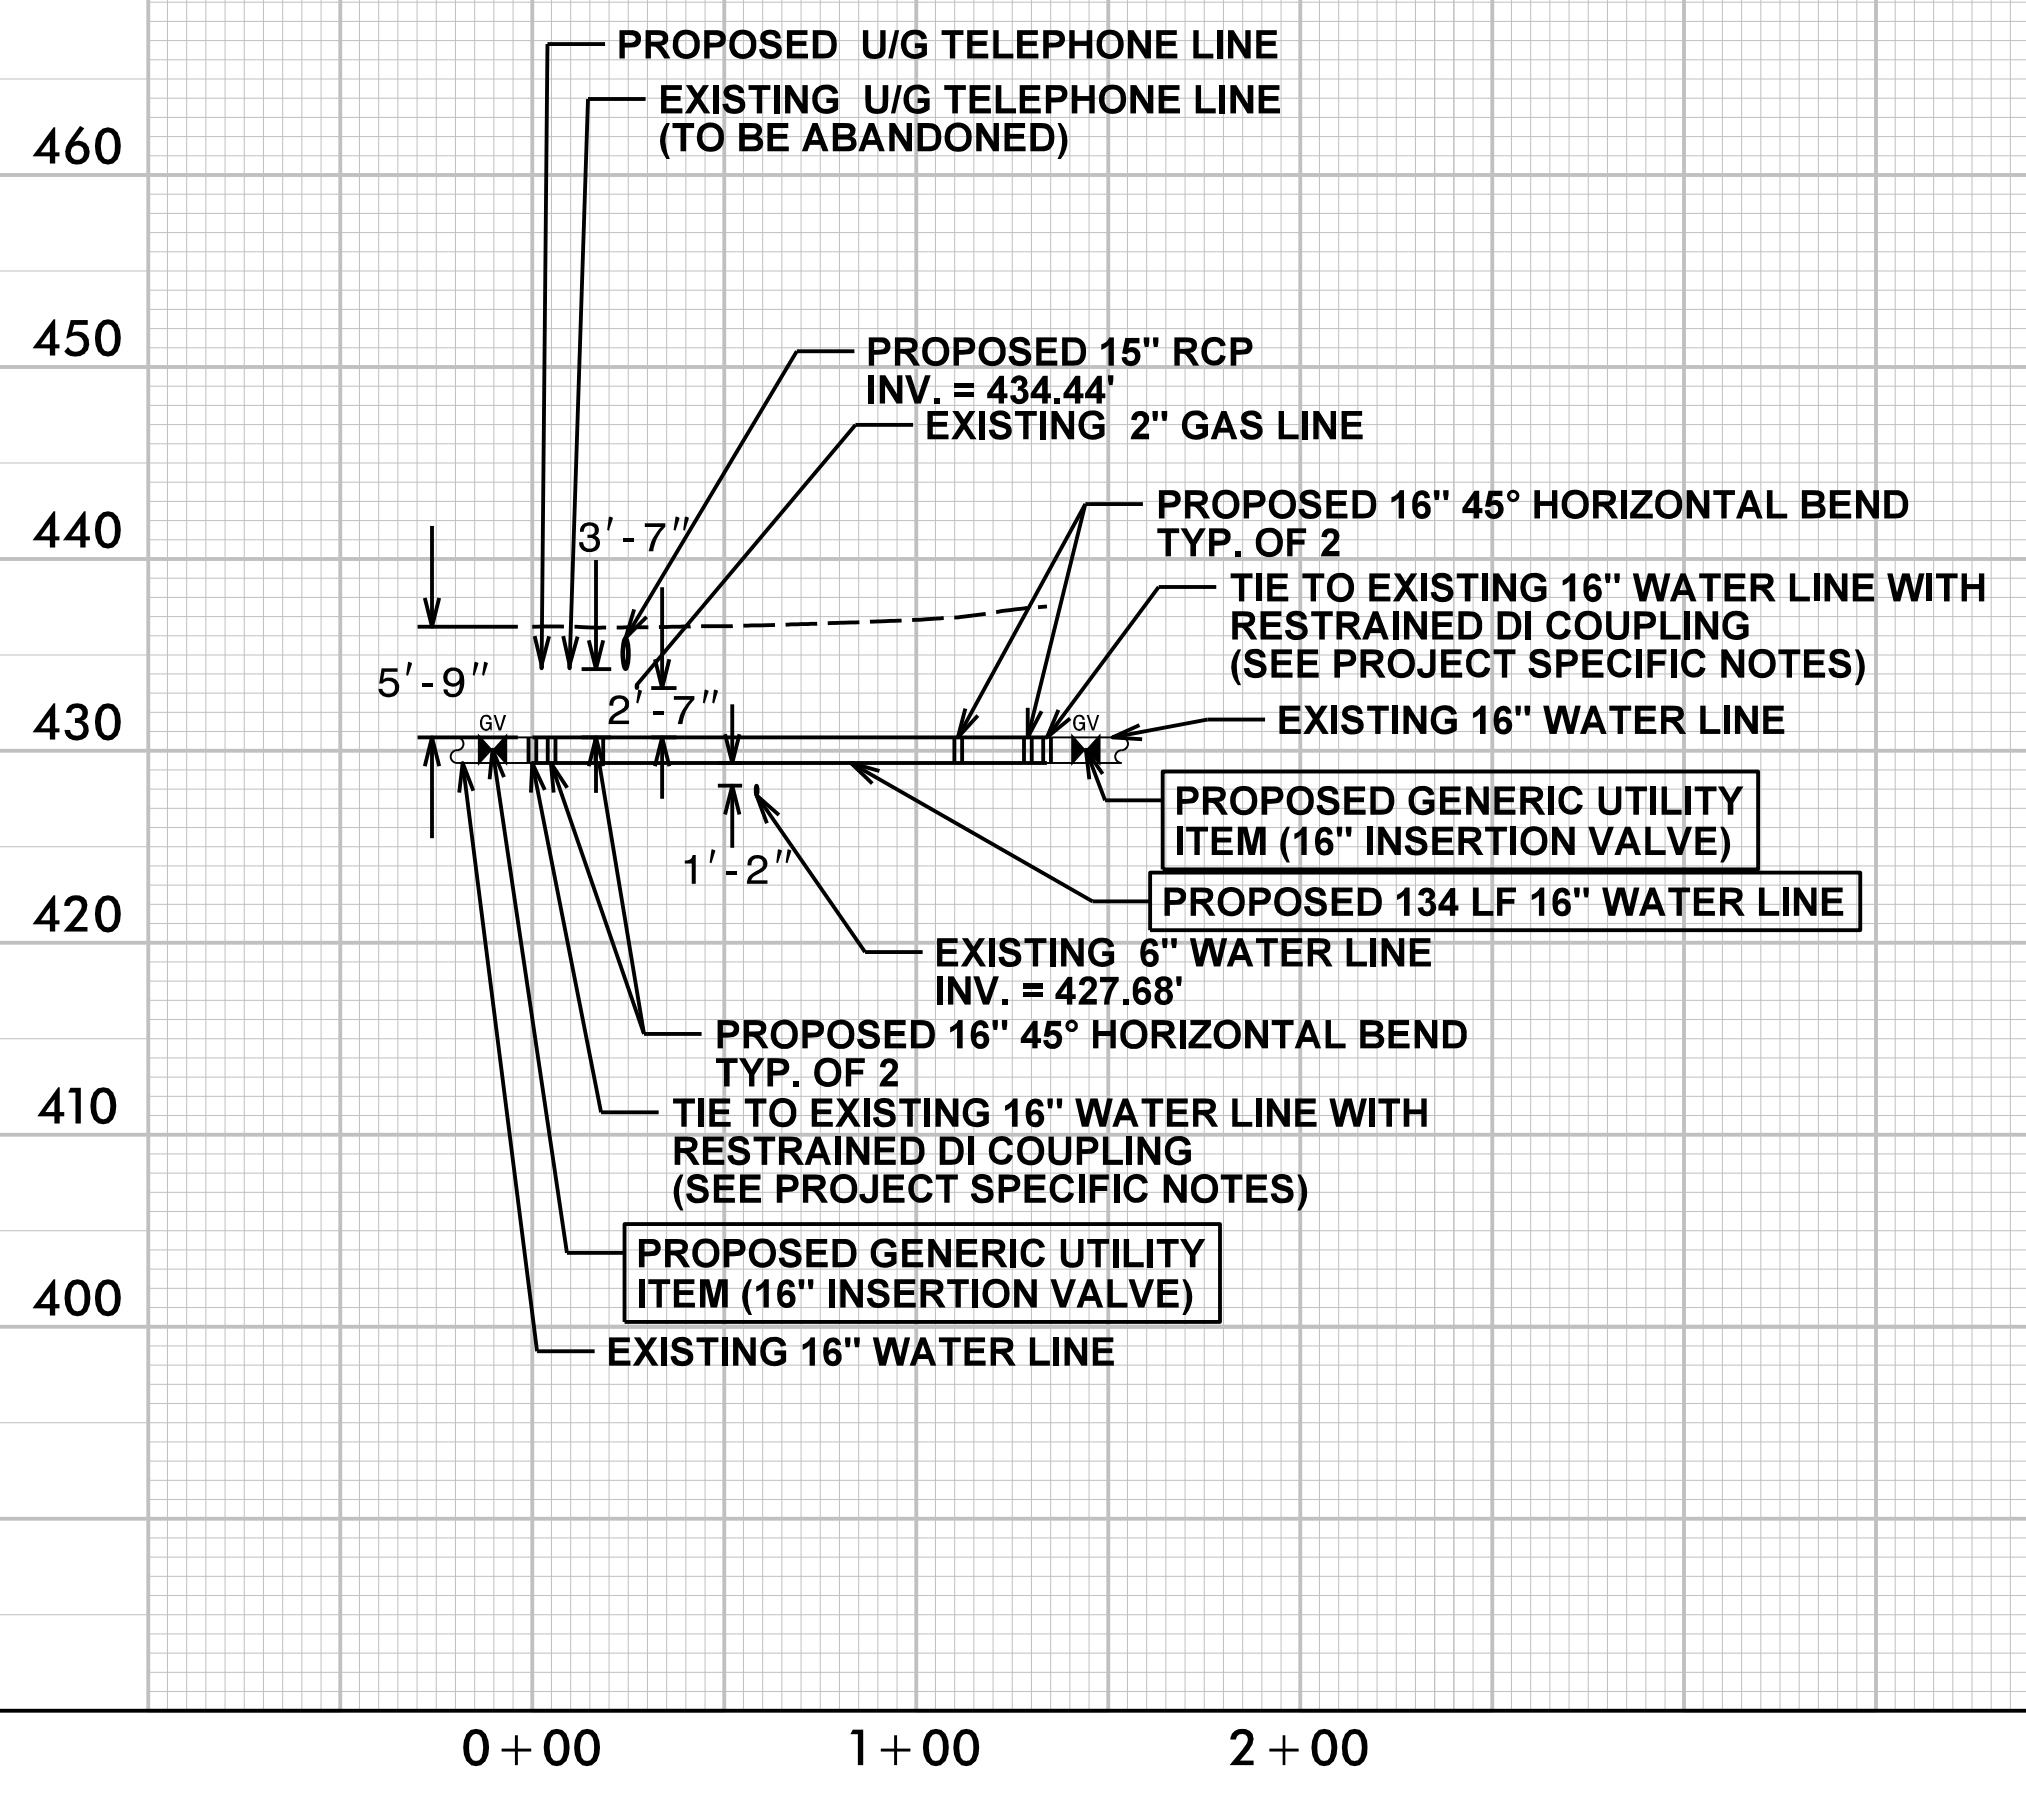 PROPOSED U/G TELEPHONE LINE
EXISTING U/G TELEPHONE LINE
(TO BE ABANDONED)
460
450
PROPOSED 15" RCP
INV. = 434.44'
EXISTING 2" GAS LINE
440
3'-7"
PROPOSED 16" 45° HORIZONTAL BEND
TYP. OF 2
TIE TO EXISTING 16" WATER LINE WITH
RESTRAINED DI COUPLING
(SEE PROJECT SPECIFIC NOTES)
5'-9"
2'-7"
430
GV
GV
EXISTING 16" WATER LINE
PROPOSED GENERIC UTILITY
ITEM (16" INSERTION VALVE)
1'-2"
PROPOSED 134 LF 16" WATER LINE
420
EXISTING 6" WATER LINE
INV. = 427.68'
PROPOSED 16" 45° HORIZONTAL BEND
TYP. OF 2
410
TIE TO EXISTING 16" WATER LINE WITH
RESTRAINED DI COUPLING
(SEE PROJECT SPECIFIC NOTES)
PROPOSED GENERIC UTILITY
ITEM (16" INSERTION VALVE)
400
EXISTING 16" WATER LINE
0+00 1+00 2+00